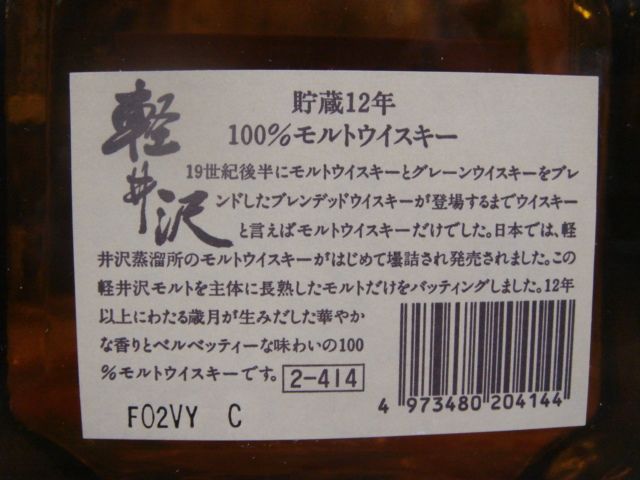 軽井沢
貯蔵12年
100%モルトウイスキー
19世紀後半にモルトウイスキーとグレーンウイスキーをブレ
ンドしたブレンデッドウイスキーが登場するまでウイスキー
と言えばモルトウイスキーだけでした。日本では、軽
井沢蒸溜所のモルトウイスキーがはじめて壜詰され発売されました。この
軽井沢モルトを主体に長熟したモルトだけをバッティングしました。12年
以上にわたる歳月が生みだした華やか
な香りとベルベッティーな味わいの100
%モルトウイスキーです。 2-414
4 973480 204144
F02VY C